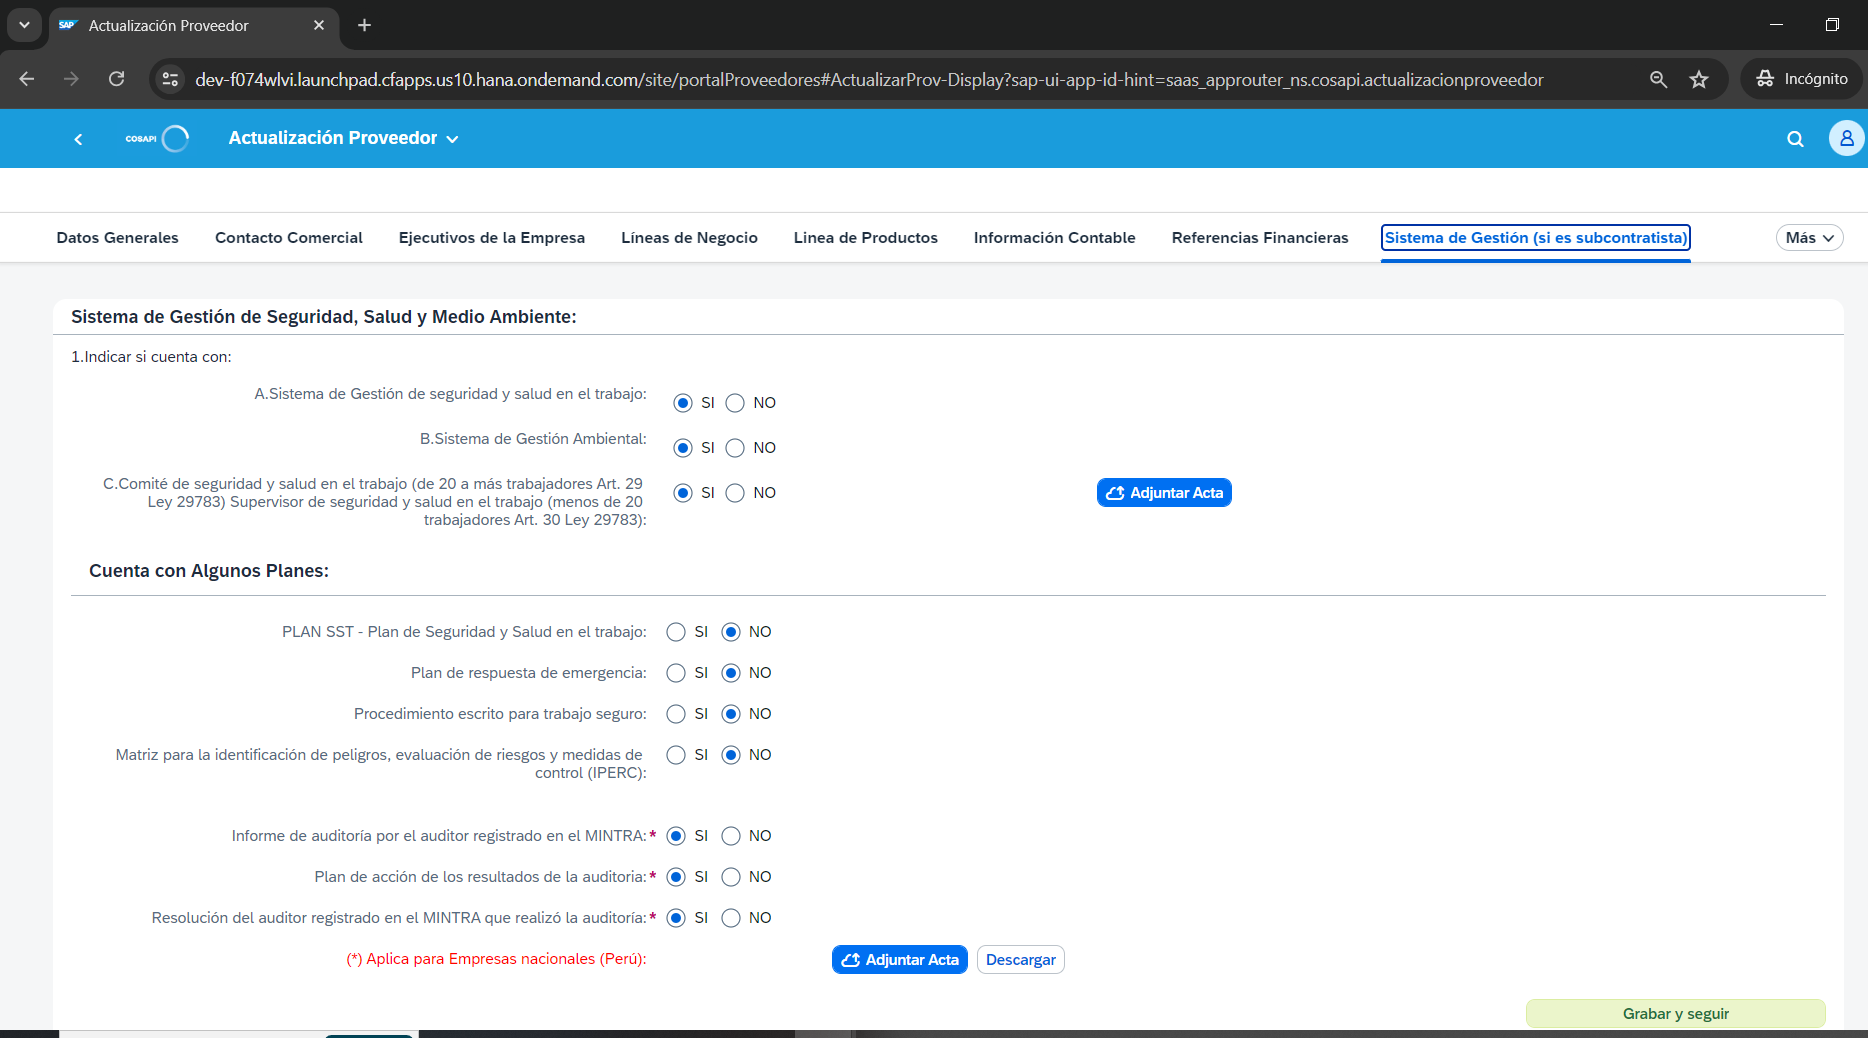 SAP Actualización Proveedor
dev-f074wlvi.launchpad.cfapps.us10.hana.ondemand.com/site/portalProveedores#ActualizarProv-Display?sap-ui-app-id-hint=saas_approuter_ns.cosapi.actualizacionproveedor
Incógnito
COSAPI
Actualización Proveedor
Datos Generales
Contacto Comercial
Ejecutivos de la Empresa
Líneas de Negocio
Linea de Productos
Información Contable
Referencias Financieras
Sistema de Gestión (si es subcontratista)
Más
Sistema de Gestión de Seguridad, Salud y Medio Ambiente:
1.Indicar si cuenta con:
A.Sistema de Gestión de seguridad y salud en el trabajo: SI NO
B.Sistema de Gestión Ambiental: SI NO
C.Comité de seguridad y salud en el trabajo (de 20 a más trabajadores Art. 29 SI NO Adjuntar Acta
Ley 29783) Supervisor de seguridad y salud en el trabajo (menos de 20
trabajadores Art. 30 Ley 29783):
Cuenta con Algunos Planes:
PLAN SST - Plan de Seguridad y Salud en el trabajo: SI NO
Plan de respuesta de emergencia: SI NO
Procedimiento escrito para trabajo seguro: SI NO
Matriz para la identificación de peligros, evaluación de riesgos y medidas de SI NO
control (IPERC):
Informe de auditoría por el auditor registrado en el MINTRA:* SI NO
Plan de acción de los resultados de la auditoria:* SI NO
Resolución del auditor registrado en el MINTRA que realizó la auditoría:* SI NO
(*) Aplica para Empresas nacionales (Perú): Adjuntar Acta Descargar
Grabar y seguir